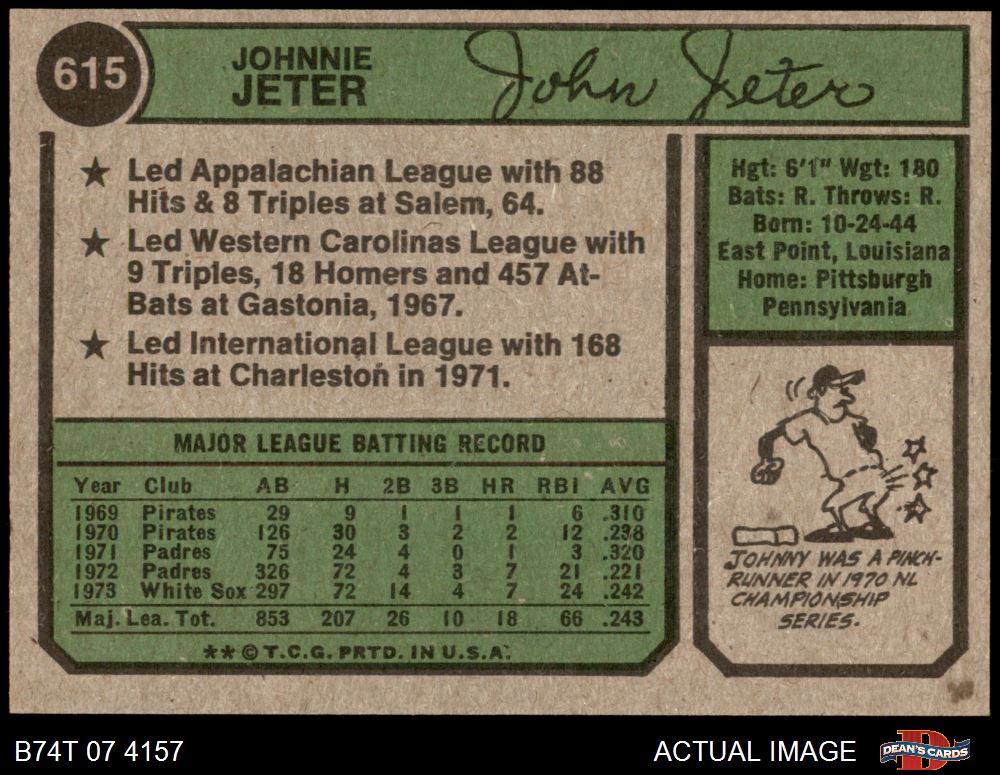 615
JOHNNIE
JETER
John Jeter
★ Led Appalachian League with 88
Hits & 8 Triples at Salem, 64.
★ Led Western Carolinas League with
9 Triples, 18 Homers and 457 At-
Bats at Gastonia, 1967.
★ Led International League with 168
Hits at Charleston in 1971.
Hgt: 6'1" Wgt: 180
Bats: R. Throws: R.
Born: 10-24-44
East Point, Louisiana
Home: Pittsburgh
Pennsylvania
MAJOR LEAGUE BATTING RECORD
Year Club AB H 2B 3B HR RBI AVG
1969 Pirates 29 9 1 1 1 6 .310
1970 Pirates 126 30 3 2 2 12 .238
1971 Padres 75 24 4 0 1 3 .320
1972 Padres 326 72 4 3 7 21 .221
1973 White Sox 297 72 14 4 7 24 .242
Maj. Lea. Tot. 853 207 26 10 18 66 .243
** © T.C.G. PRTD. IN U.S.A.
JOHNNY WAS A PINCH-
RUNNER IN 1970 NL
CHAMPIONSHIP
SERIES.
B74T 07 4157
ACTUAL IMAGE
DEAN'S CARDS